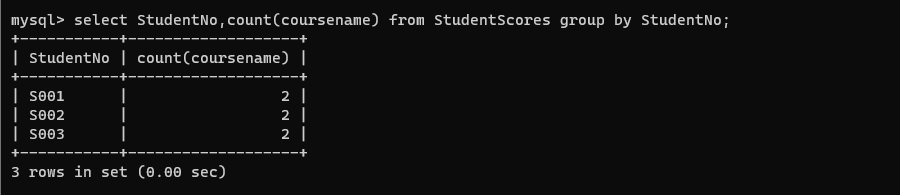 mysql> select StudentNo,count(coursename) from StudentScores group by StudentNo;
+-----------+-------------------+
| StudentNo | count(coursename) |
+-----------+-------------------+
| S001      |                 2 |
| S002      |                 2 |
| S003      |                 2 |
+-----------+-------------------+
3 rows in set (0.00 sec)